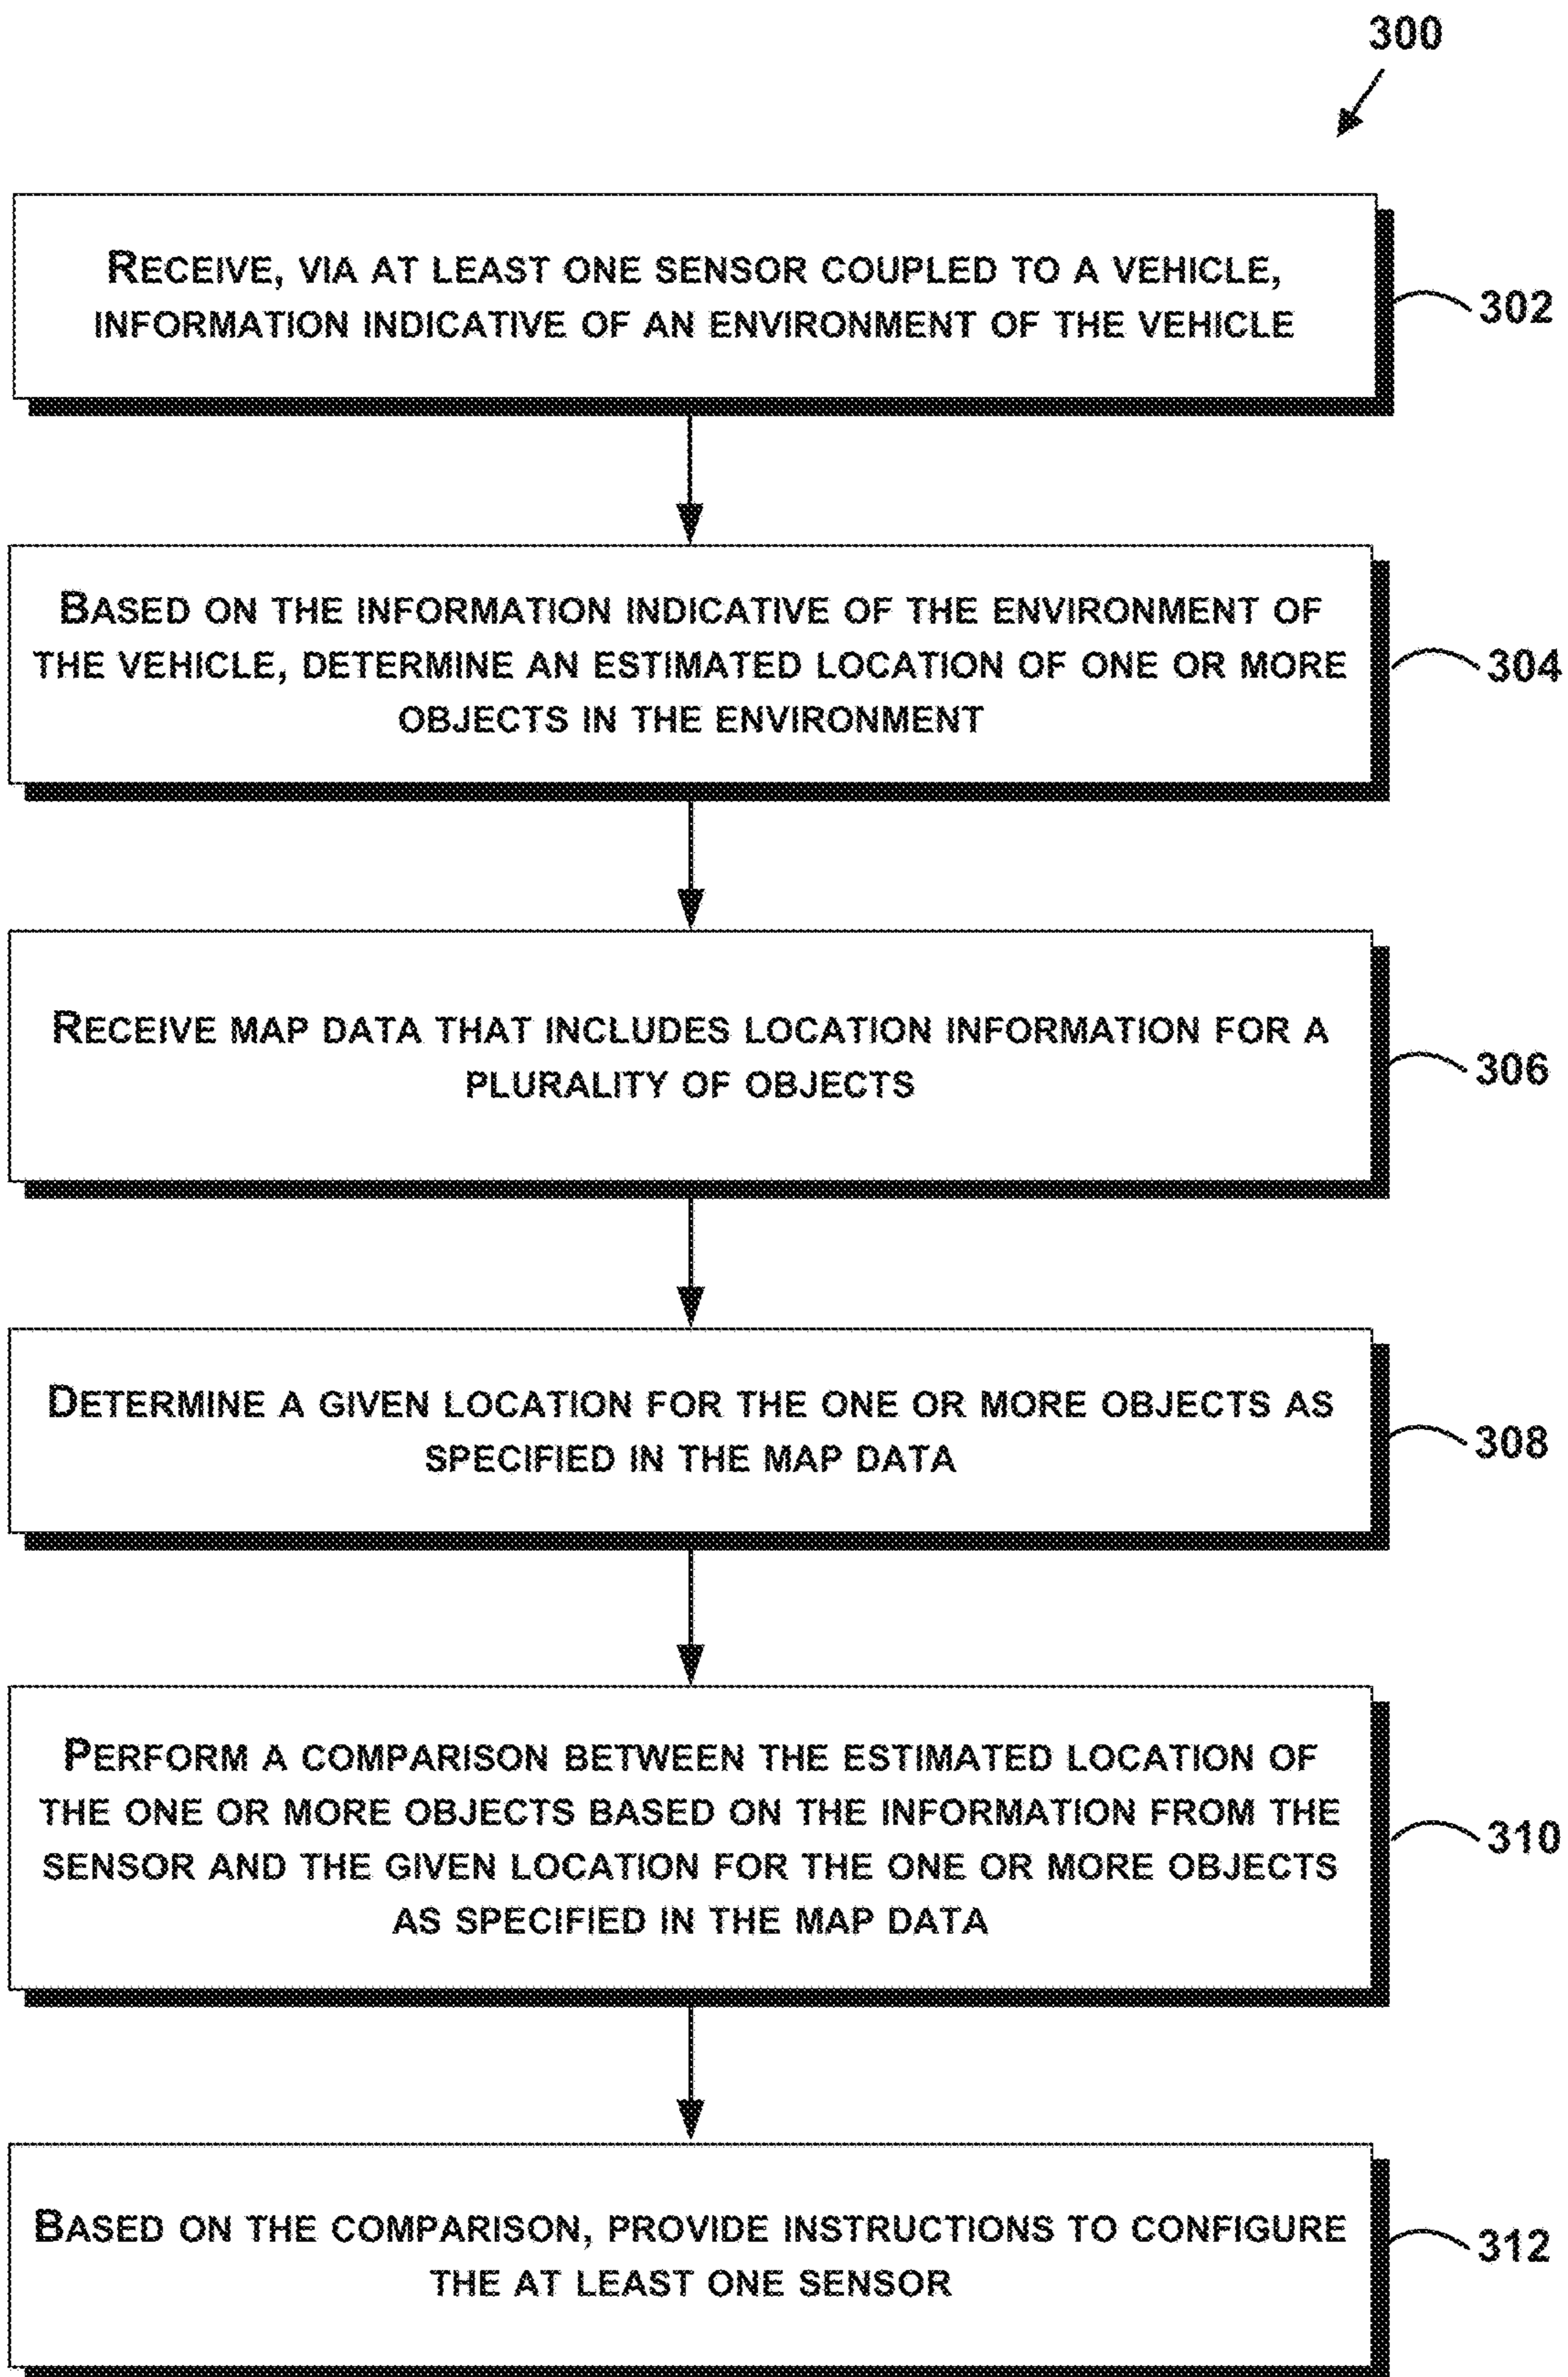 300
RECEIVE, VIA AT LEAST ONE SENSOR COUPLED TO A VEHICLE,
INFORMATION INDICATIVE OF AN ENVIRONMENT OF THE VEHICLE
302
BASED ON THE INFORMATION INDICATIVE OF THE ENVIRONMENT OF
THE VEHICLE, DETERMINE AN ESTIMATED LOCATION OF ONE OR MORE
OBJECTS IN THE ENVIRONMENT
304
RECEIVE MAP DATA THAT INCLUDES LOCATION INFORMATION FOR A
PLURALITY OF OBJECTS
306
DETERMINE A GIVEN LOCATION FOR THE ONE OR MORE OBJECTS AS
SPECIFIED IN THE MAP DATA
308
PERFORM A COMPARISON BETWEEN THE ESTIMATED LOCATION OF
THE ONE OR MORE OBJECTS BASED ON THE INFORMATION FROM THE
SENSOR AND THE GIVEN LOCATION FOR THE ONE OR MORE OBJECTS
AS SPECIFIED IN THE MAP DATA
310
BASED ON THE COMPARISON, PROVIDE INSTRUCTIONS TO CONFIGURE
THE AT LEAST ONE SENSOR
312